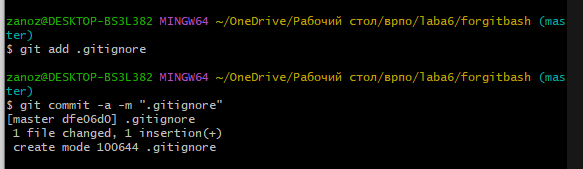 zanoz@DESKTOP-BS3L382 MINGW64 ~/OneDrive/Рабочий стол/врпо/laba6/forgitbash (mas
ter)
$ git add .gitignore
zanoz@DESKTOP-BS3L382 MINGW64 ~/OneDrive/Рабочий стол/врпо/laba6/forgitbash (mas
ter)
$ git commit -a -m ".gitignore"
[master dfe06d0] .gitignore
 1 file changed, 1 insertion(+)
 create mode 100644 .gitignore